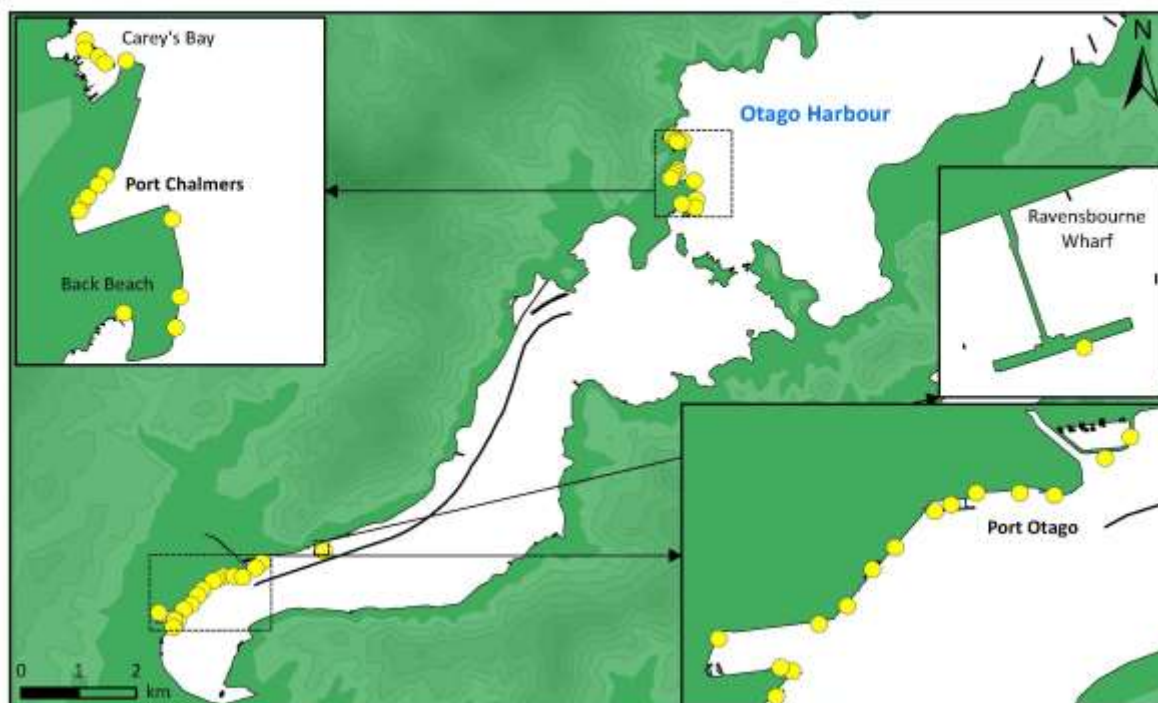 Carey's Bay
Port Chalmers
Back Beach
Otago Harbour
N
Ravensbourne
Wharf
Port Otago
0 1 2
km